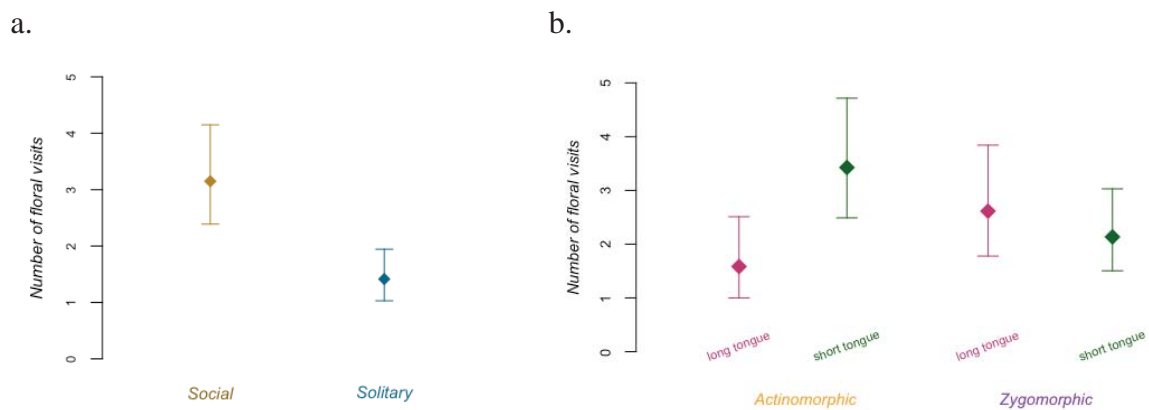 a.
Number of floral visits
5
4
3
2
1
0
Social
Solitary
b.
Number of floral visits
5
4
3
2
1
0
long tongue
short tongue
long tongue
short tongue
Actinomorphic
Zygomorphic